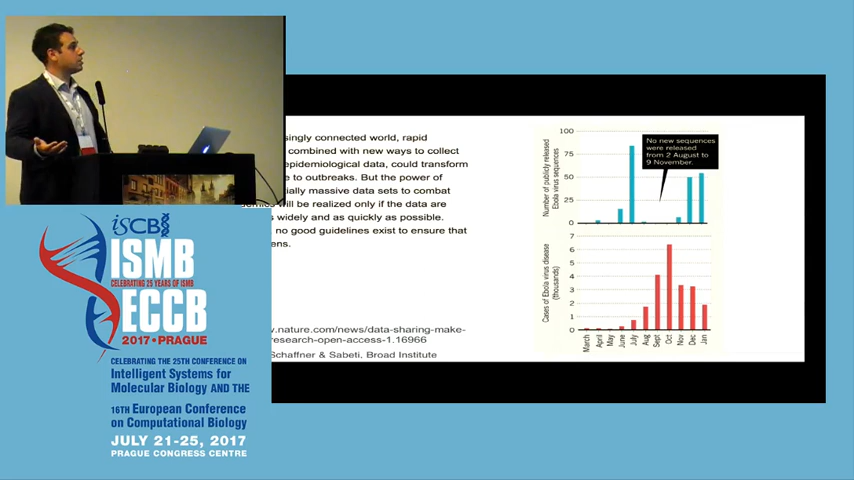 singly connected world, rapid
combined with new ways to collect
epidemiological data, could transform
e to outbreaks. But the power of
cially massive data sets to combat
will be realized only if the data are
widely and as quickly as possible.
no good guidelines exist to ensure that
ens.
w.nature.com/news/data-sharing-make-
research-open-access-1.16966
Schaffner & Sabeti, Broad Institute
Number of publicly released
Ebola virus sequences
100
75
50
25
0
No new sequences
were released
from 2 August to
9 November.
Cases of Ebola virus disease
(thousands)
7
6
5
4
3
2
1
0
March
April
May
June
July
Aug
Sept
Oct
Nov
Dec
Jan
iSCB
ISMB
CELEBRATING 25 YEARS OF ISMB
ECCB
2017 • PRAGUE
CELEBRATING THE 25TH CONFERENCE ON
Intelligent Systems for
Molecular Biology AND THE
16TH European Conference
on Computational Biology
JULY 21-25, 2017
PRAGUE CONGRESS CENTRE